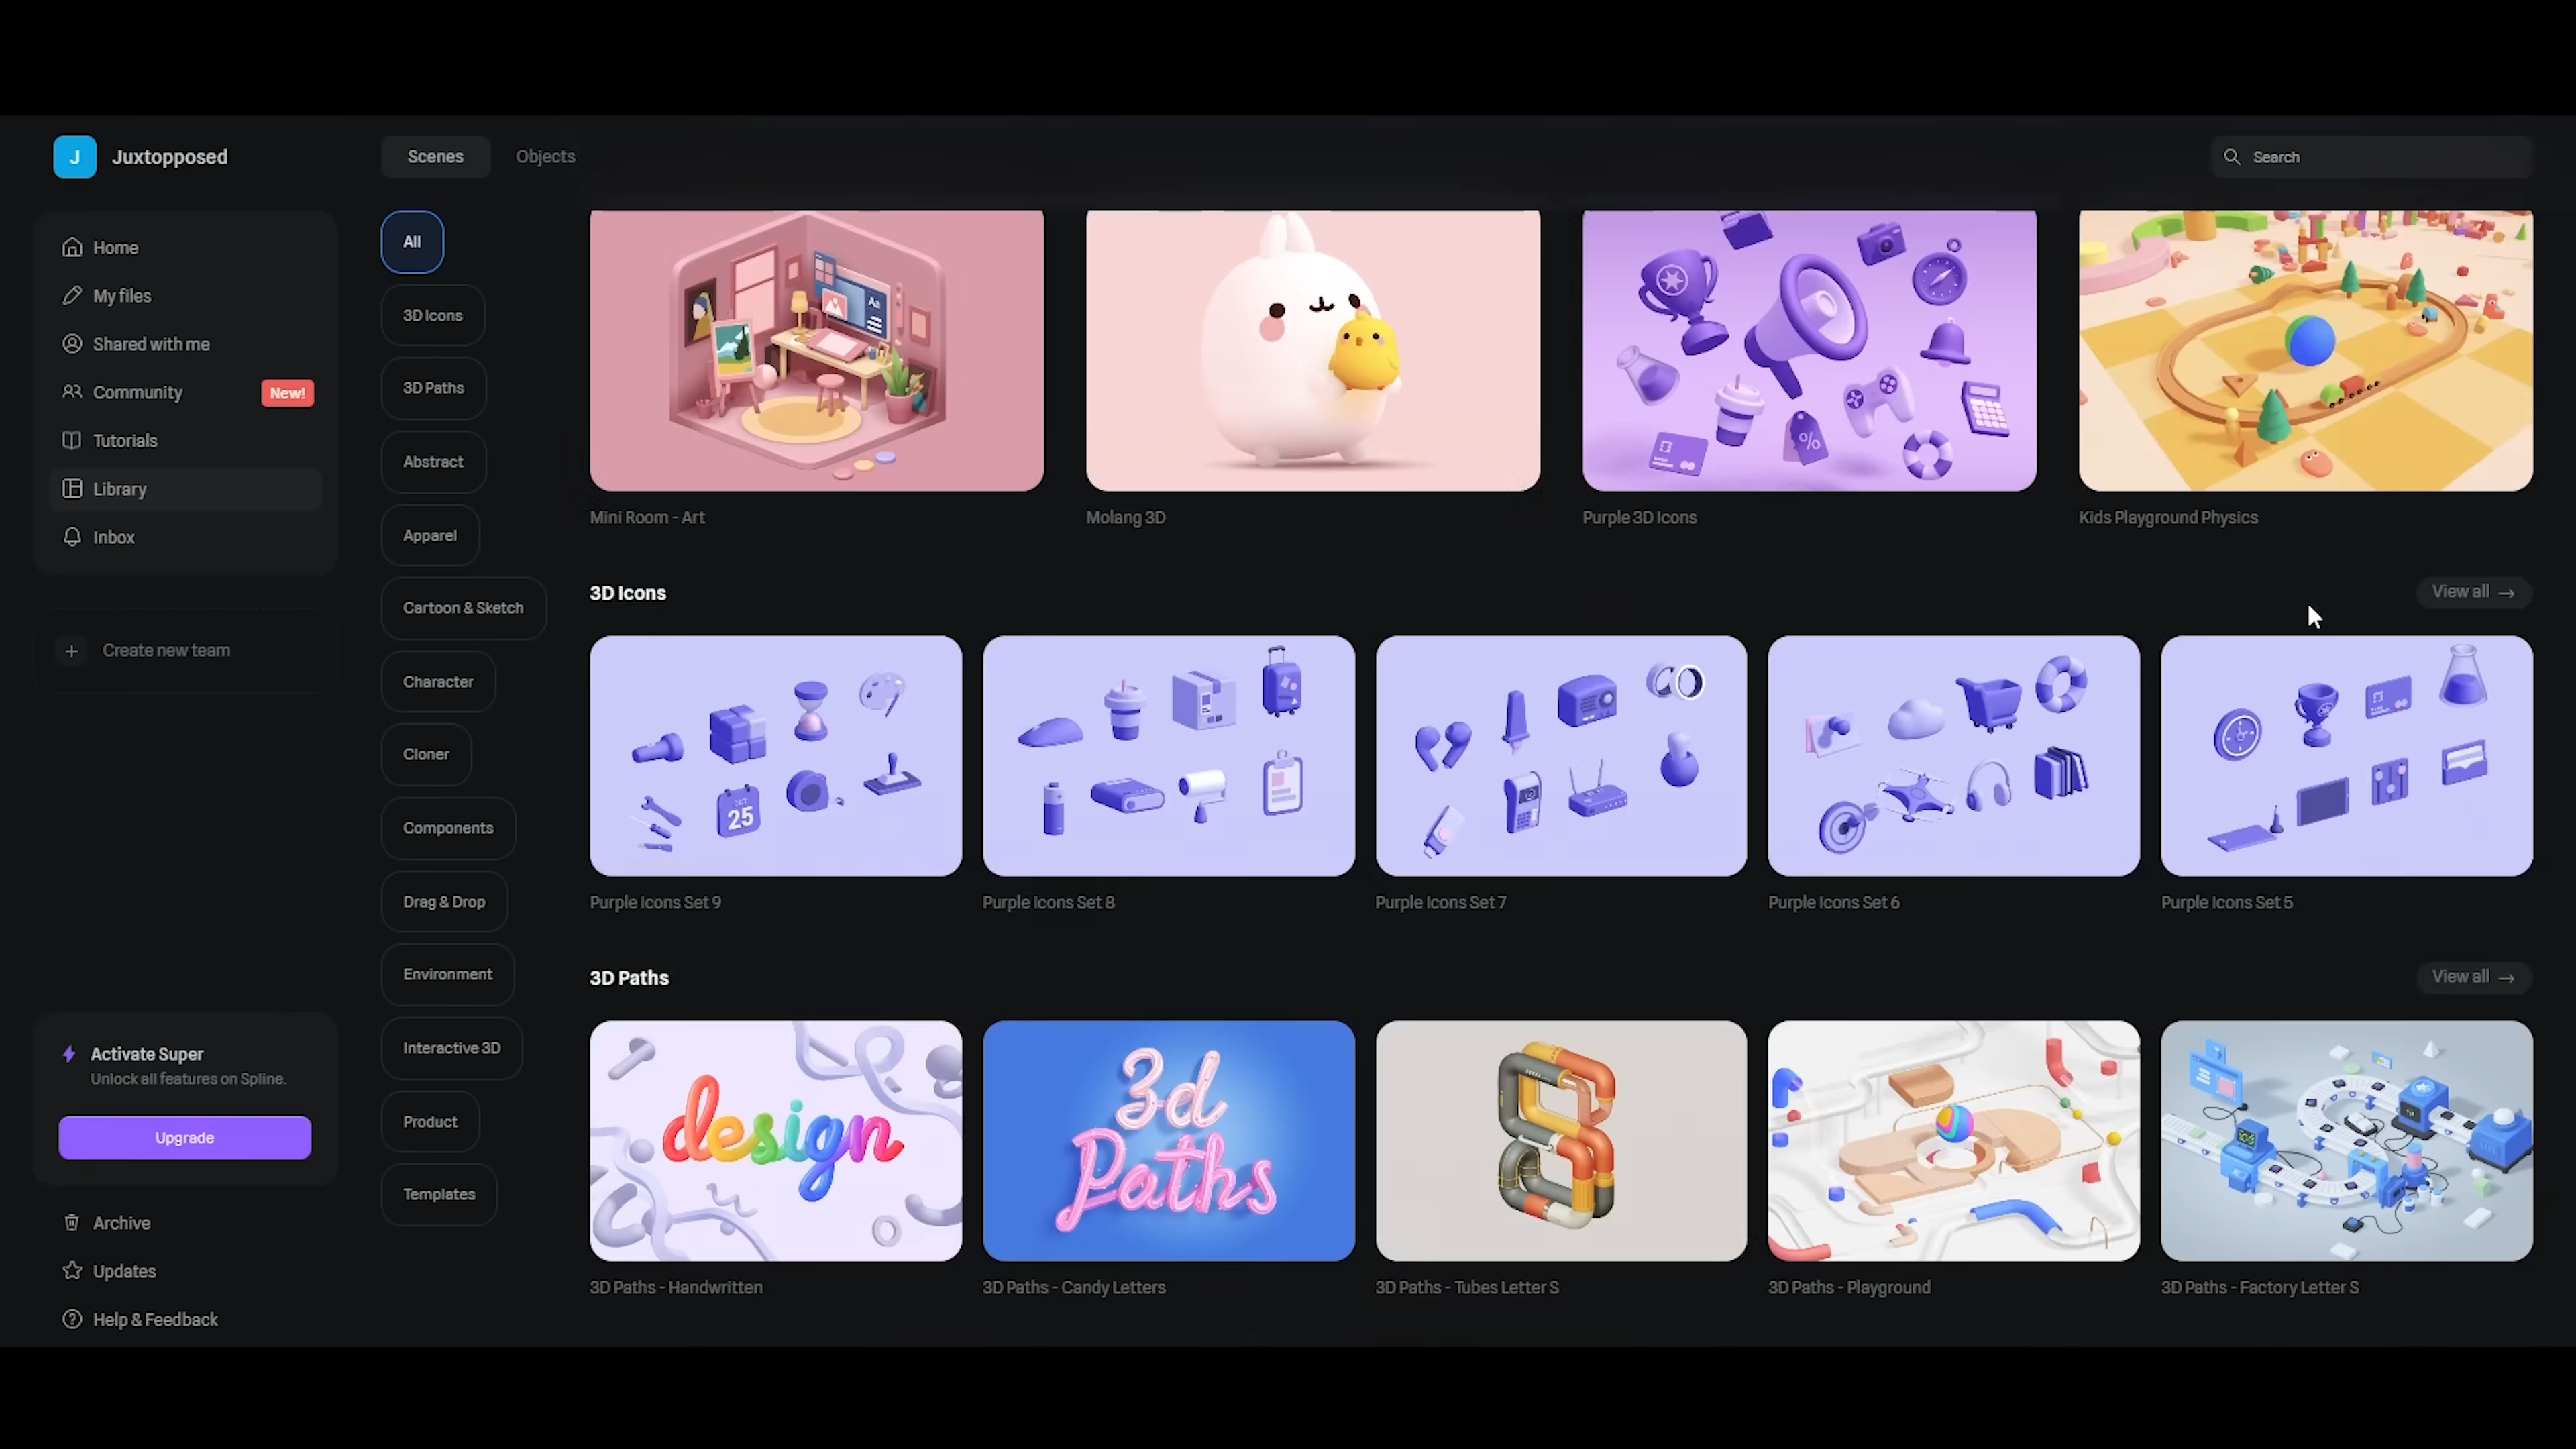 J Juxtopposed
Scenes Objects
Search
Home
My files
Shared with me
Community New!
Tutorials
Library
Inbox
Create new team
Activate Super
Unlock all features on Spline.
Upgrade
Archive
Updates
Help & Feedback
All
3D Icons
3D Paths
Abstract
Apparel
Cartoon & Sketch
Character
Cloner
Components
Drag & Drop
Environment
Interactive 3D
Product
Templates
Aa
%
Mini Room - Art
Molang 3D
Purple 3D Icons
Kids Playground Physics
3D Icons
View all →
25
Purple Icons Set 9
Purple Icons Set 8
Purple Icons Set 7
Purple Icons Set 6
Purple Icons Set 5
3D Paths
View all →
design
3d
Paths
3D Paths - Handwritten
3D Paths - Candy Letters
3D Paths - Tubes Letter S
3D Paths - Playground
3D Paths - Factory Letter S